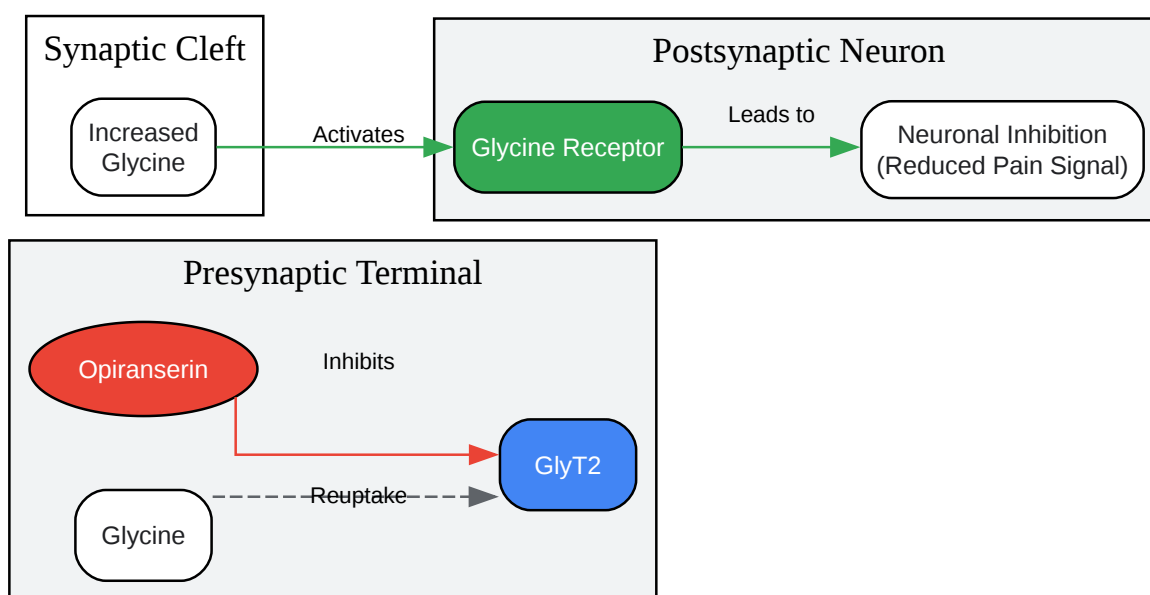 Synaptic Cleft
Increased
Glycine
Activates
Postsynaptic Neuron
Glycine Receptor
Leads to
Neuronal Inhibition
(Reduced Pain Signal)
Presynaptic Terminal
Opiranserin
Inhibits
GlyT2
Reuptake
Glycine